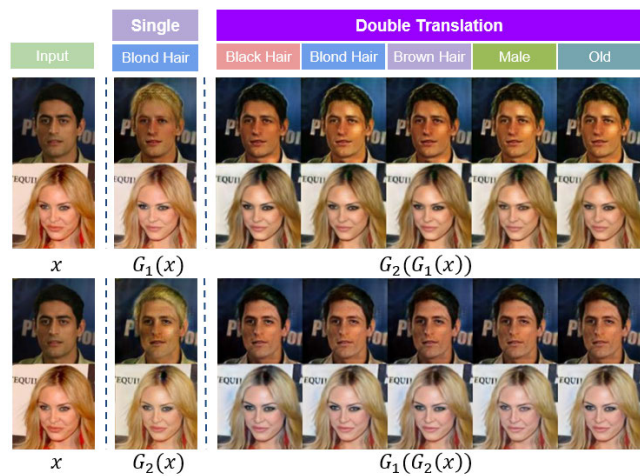 Single
Double Translation
Input
Blond Hair
Black Hair
Blond Hair
Brown Hair
Male
Old
x
G₁(x)
G₂(G₁(x))
x
G₂(x)
G₁(G₂(x))